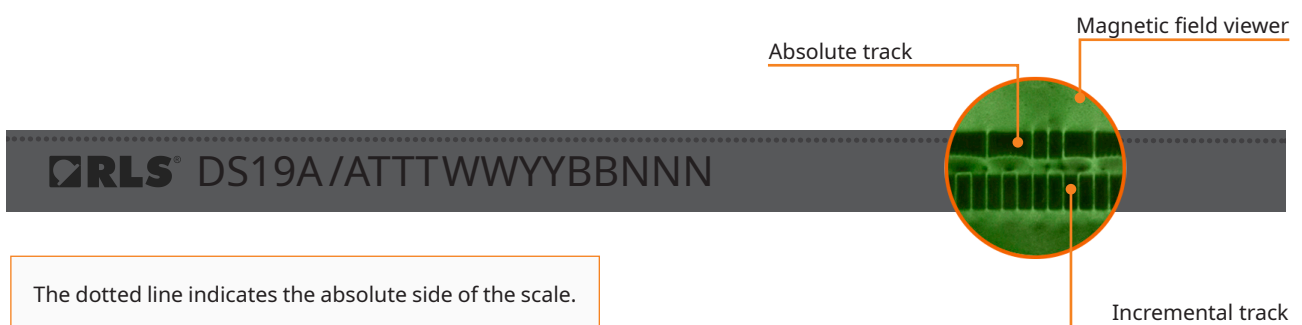 Magnetic field viewer
Absolute track
RLS® DS19A/ATTTWWYYBBNNN
The dotted line indicates the absolute side of the scale.
Incremental track